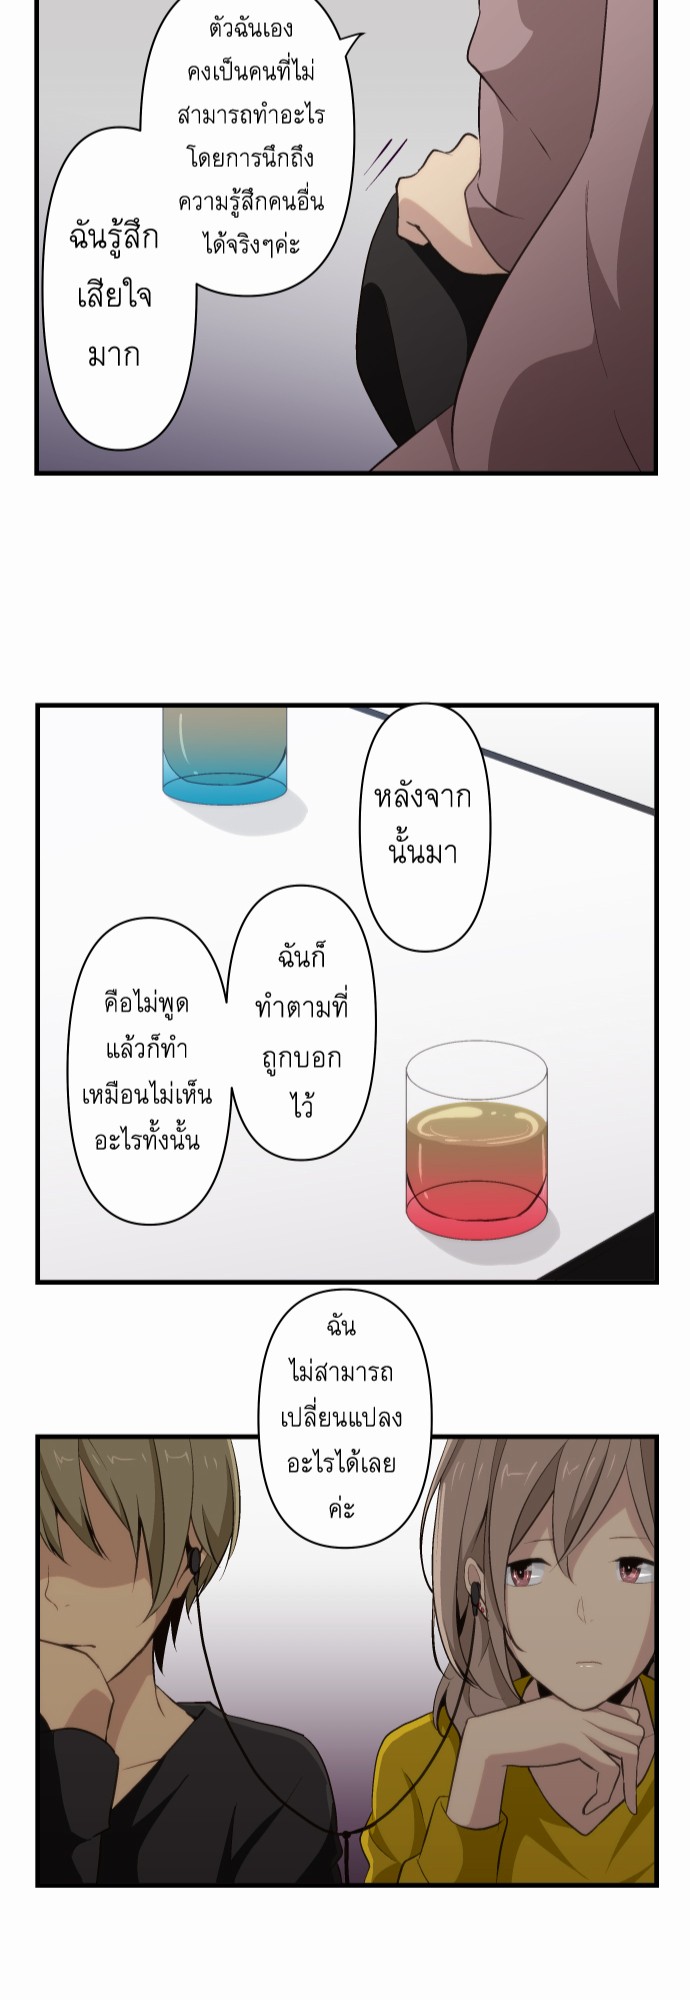 ตัวฉันเอง
คงเป็นคนที่ไม่
สามารถทำอะไร
โดยการนึกถึง
ความรู้สึกคนอื่น
ได้จริงๆค่ะ
ฉันรู้สึก
เสียใจ
มาก
หลังจาก
นั้นมา
ฉันก็
ทำตามที่
ถูกบอก
ไว้
คือไม่พูด
แล้วก็ทำ
เหมือนไม่เห็น
อะไรทั้งนั้น
ฉัน
ไม่สามารถ
เปลี่ยนแปลง
อะไรได้เลย
ค่ะ